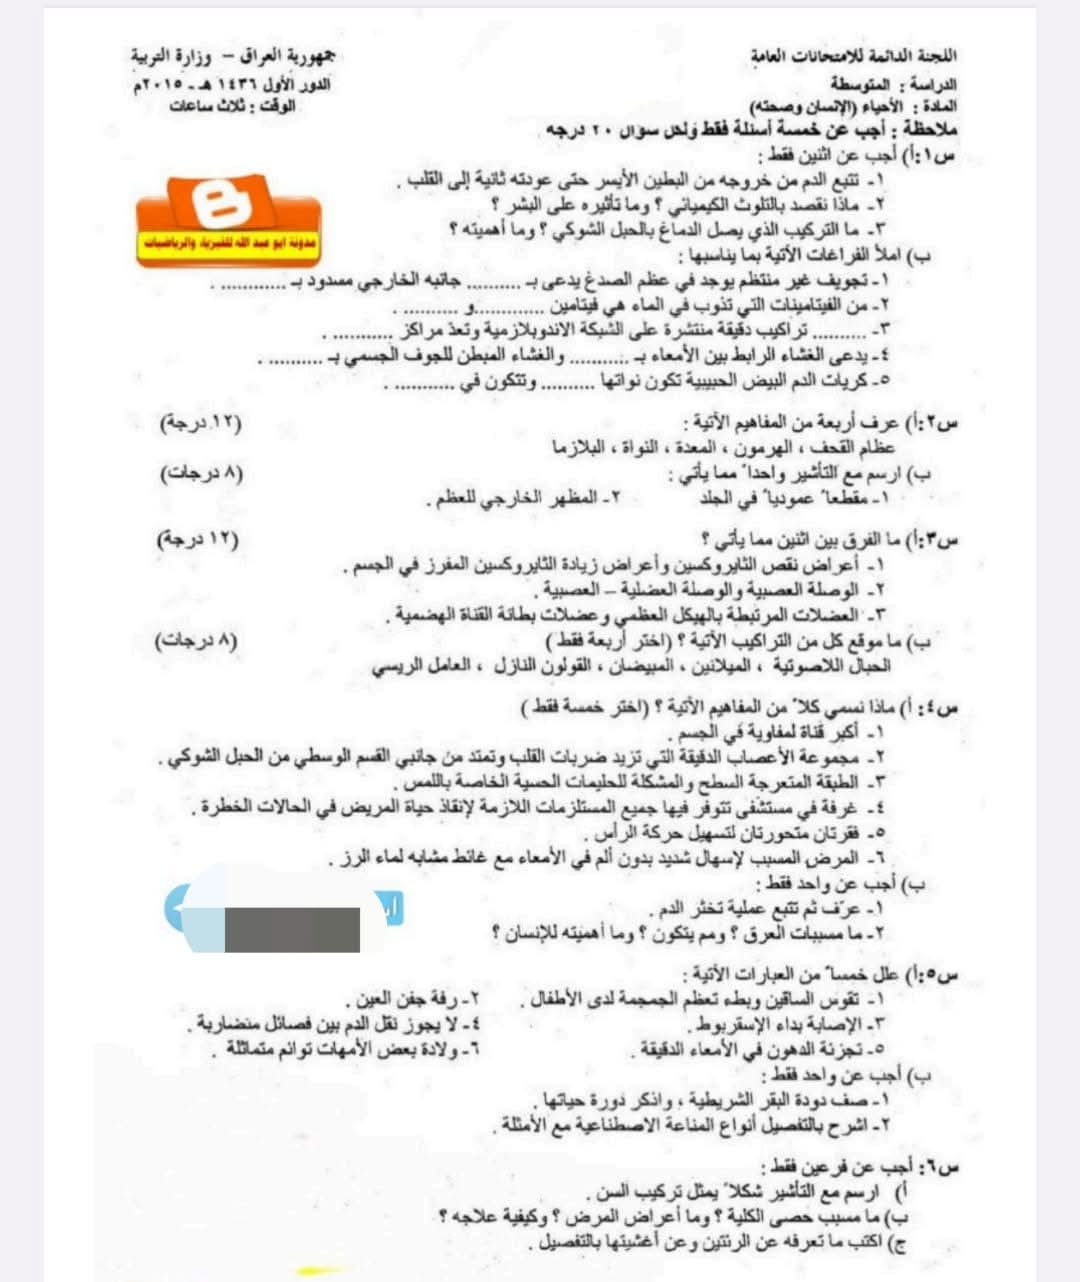 اللجنة الدائمة للامتحانات العامة
جمهورية العراق – وزارة التربية
الدراسة : المتوسطة
الدور الأول ١٤٣٦ هـ - ٢٠١٥م
المادة : الأحياء (الإنسان وصحته)
الوقت : ثلاث ساعات
ملاحظة : أجب عن خمسة أسئلة فقط ولكل سؤال ٢٠ درجة
س١:أ) أجب عن اثنين فقط :
١- تتبع الدم من خروجه من البطين الأيسر حتى عودته ثانية إلى القلب .
٢- ماذا نقصد بالتلوث الكيميائي ؟ وما تأثيره على البشر ؟
٣- ما التركيب الذي يصل الدماغ بالحبل الشوكي ؟ وما أهميته ؟
مدونة ابو عبد الله للفيزياء والرياضيات
ب) املأ الفراغات الآتية بما يناسبها :
١- تجويف غير منتظم يوجد في عظم الصدغ يدعى بـ .......... جانبه الخارجي مسدود بـ ............ .
٢- من الفيتامينات التي تذوب في الماء هي فيتامين .............و .......... .
٣- .......... تراكيب دقيقة منتشرة على الشبكة الاندوبلازمية وتعد مراكز ........... .
٤- يدعى الغشاء الرابط بين الأمعاء بـ ........... والغشاء المبطن للجوف الجسمي بـ .......... .
٥- كريات الدم البيض الحبيبية تكون نواتها .......... وتتكون في ........... .
س٢:أ) عرف أربعة من المفاهيم الآتية :
(١٢ درجة)
عظام القحف ، الهرمون ، المعدة ، النواة ، البلازما
ب) ارسم مع التأشير واحداً مما يأتي :
(٨ درجات)
١- مقطعاً عمودياً في الجلد ٢- المظهر الخارجي للعظم .
س٣:أ) ما الفرق بين اثنين مما يأتي ؟
(١٢ درجة)
١- أعراض نقص الثايروكسين وأعراض زيادة الثايروكسين المفرز في الجسم .
٢- الوصلة العصبية والوصلة العضلية – العصبية .
٣- العضلات المرتبطة بالهيكل العظمي وعضلات بطانة القناة الهضمية .
ب) ما موقع كل من التراكيب الآتية ؟ (اختر أربعة فقط )
(٨ درجات)
الحبال اللاصوتية ، الميلانين ، المبيضان ، القولون النازل ، العامل الريسي
س٤: أ) ماذا نسمي كلاً من المفاهيم الآتية ؟ (اختر خمسة فقط )
١- أكبر قناة لمفاوية في الجسم .
٢- مجموعة الأعصاب الدقيقة التي تزيد ضربات القلب وتمتد من جانبي القسم الوسطي من الحبل الشوكي .
٣- الطبقة المتعرجة السطح والمشكلة للحليمات الحسية الخاصة باللمس .
٤- غرفة في مستشفى تتوفر فيها جميع المستلزمات اللازمة لإنقاذ حياة المريض في الحالات الخطرة .
٥- فقرتان متحورتان لتسهيل حركة الرأس .
٦- المرض المسبب لإسهال شديد بدون ألم في الأمعاء مع غائط مشابه لماء الرز .
ب) أجب عن واحد فقط :
١- عرّف ثم تتبع عملية تخثر الدم .
٢- ما مسببات العرق ؟ ومم يتكون ؟ وما أهميته للإنسان ؟
س٥:أ) علل خمساً من العبارات الآتية :
١- تقوس الساقين وبطء تعظم الجمجمة لدى الأطفال . ٢- رفة جفن العين .
٣- الإصابة بداء الإسقربوط . ٤- لا يجوز نقل الدم بين فصائل متضاربة .
٥- تجزئة الدهون في الأمعاء الدقيقة . ٦- ولادة بعض الأمهات توائم متماثلة .
ب) أجب عن واحد فقط :
١- صف دودة البقر الشريطية ، واذكر دورة حياتها .
٢- اشرح بالتفصيل أنواع المناعة الاصطناعية مع الأمثلة .
س٦: أجب عن فرعين فقط :
أ) ارسم مع التأشير شكلاً يمثل تركيب السن .
ب) ما مسبب حصى الكلية ؟ وما أعراض المرض ؟ وكيفية علاجه ؟
ج) اكتب ما تعرفه عن الرئتين وعن أغشيتها بالتفصيل .